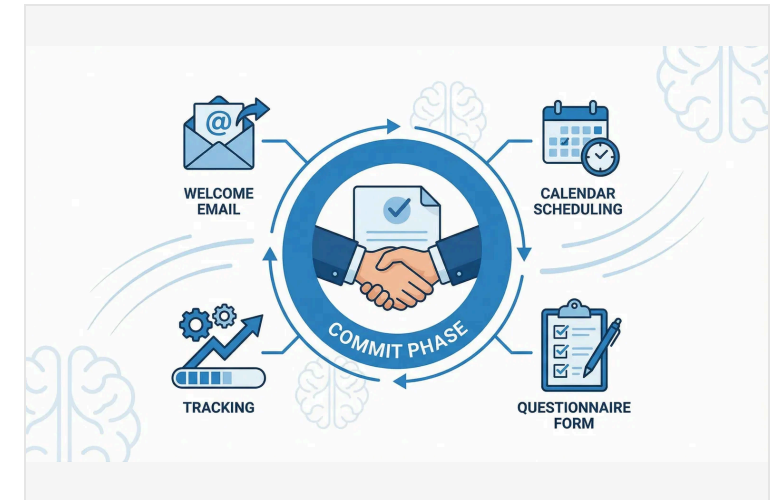 @
WELCOME
EMAIL
CALENDAR
SCHEDULING
COMMIT PHASE
TRACKING
QUESTIONNAIRE
FORM